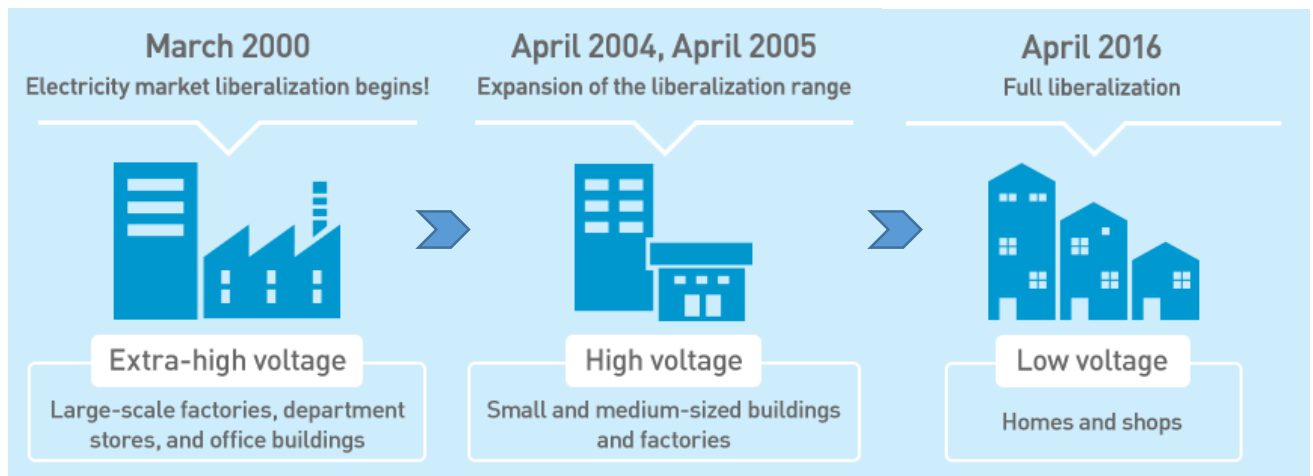 March 2000
Electricity market liberalization begins!
Extra-high voltage
Large-scale factories, department
stores, and office buildings
April 2004, April 2005
Expansion of the liberalization range
High voltage
Small and medium-sized buildings
and factories
April 2016
Full liberalization
Low voltage
Homes and shops